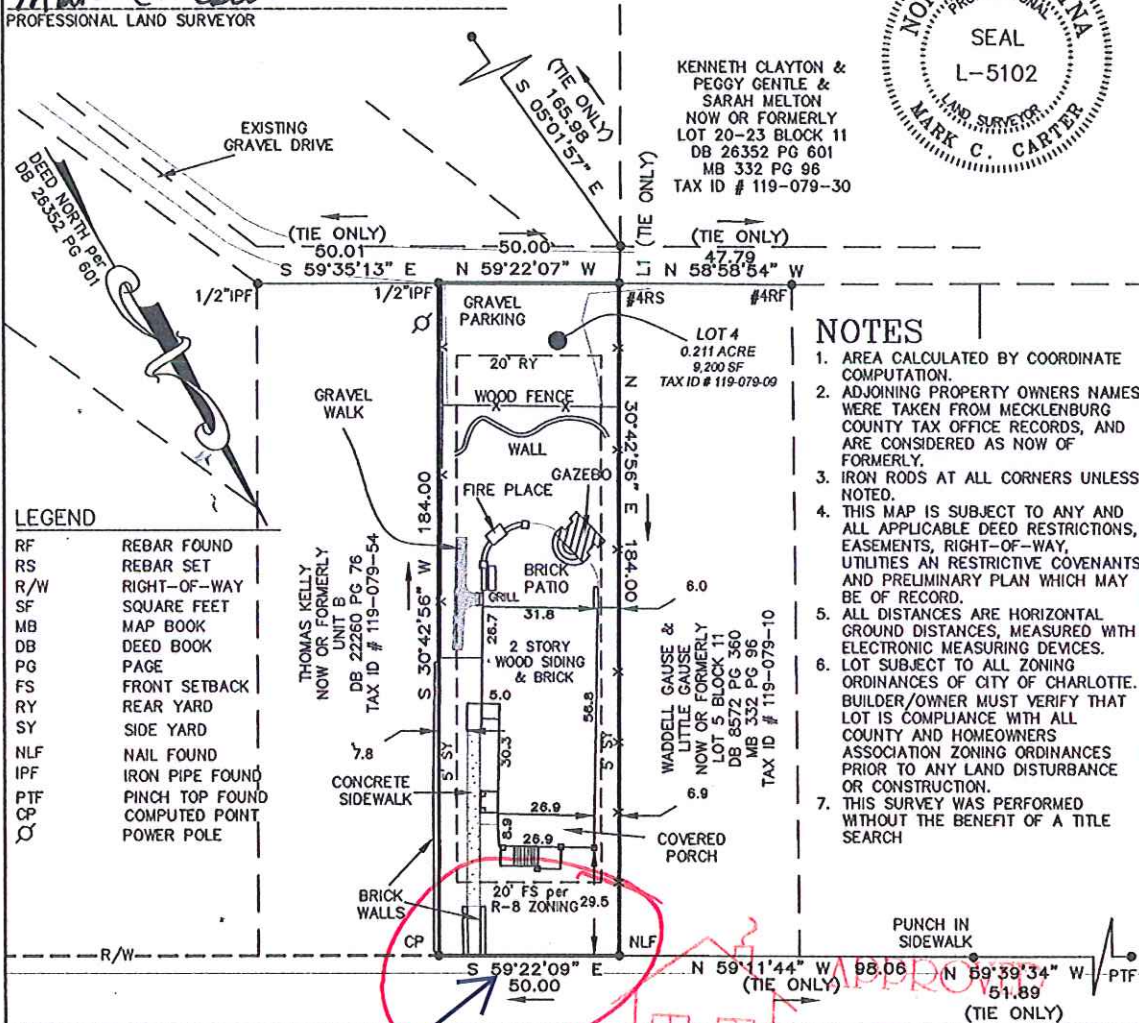 PROFESSIONAL LAND SURVEYOR
SEAL
L-5102
LAND SURVEYOR
MARK C. CARTER
KENNETH CLAYTON &
PEGGY GENTLE &
SARAH MELTON
NOW OR FORMERLY
LOT 20-23 BLOCK 11
DB 26352 PG 601
MB 332 PG 96
TAX ID # 119-079-30
(TIE ONLY)
165.98
S 05°01'57" E
EXISTING
GRAVEL DRIVE
DEED NORTH Per
DB 26352 PG 601
(TIE ONLY)
50.01
S 59°35'13" E
50.00
N 59°22'07" W
L1 (TIE ONLY)
(TIE ONLY)
47.79
N 58°58'54" W
1/2"IPF
1/2"IPF
#4RS
#4RF
GRAVEL
PARKING
LOT 4
0.211 ACRE
9,200 SF
TAX ID # 119-079-09
20' RY
WOOD FENCE
GRAVEL
WALK
WALL
GAZEBO
FIRE PLACE
BRICK
PATIO
GRILL
31.8
26.7
2 STORY
WOOD SIDING
& BRICK
5.0
30.3
56.8
6.0
6.9
7.8
5' SY
5' SY
26.9
8.9
26.9
COVERED
PORCH
CONCRETE
SIDEWALK
BRICK
WALLS
20' FS per
R-8 ZONING
29.5
S 30°42'56" W 184.00
N 30°42'56" E 184.00
THOMAS KELLY
NOW OR FORMERLY
UNIT B
DB 22260 PG 76
TAX ID # 119-079-54
WADDELL GAUSE &
LITTLE GAUSE
NOW OR FORMERLY
LOT 5 BLOCK 11
DB 8572 PG 360
MB 332 PG 96
TAX ID # 119-079-10
LEGEND
RF REBAR FOUND
RS REBAR SET
R/W RIGHT-OF-WAY
SF SQUARE FEET
MB MAP BOOK
DB DEED BOOK
PG PAGE
FS FRONT SETBACK
RY REAR YARD
SY SIDE YARD
NLF NAIL FOUND
IPF IRON PIPE FOUND
PTF PINCH TOP FOUND
CP COMPUTED POINT
POWER POLE
NOTES
1. AREA CALCULATED BY COORDINATE
COMPUTATION.
2. ADJOINING PROPERTY OWNERS NAMES
WERE TAKEN FROM MECKLENBURG
COUNTY TAX OFFICE RECORDS, AND
ARE CONSIDERED AS NOW OF
FORMERLY.
3. IRON RODS AT ALL CORNERS UNLESS
NOTED.
4. THIS MAP IS SUBJECT TO ANY AND
ALL APPLICABLE DEED RESTRICTIONS,
EASEMENTS, RIGHT-OF-WAY,
UTILITIES AN RESTRICTIVE COVENANTS
AND PRELIMINARY PLAN WHICH MAY
BE OF RECORD.
5. ALL DISTANCES ARE HORIZONTAL
GROUND DISTANCES, MEASURED WITH
ELECTRONIC MEASURING DEVICES.
6. LOT SUBJECT TO ALL ZONING
ORDINANCES OF CITY OF CHARLOTTE.
BUILDER/OWNER MUST VERIFY THAT
LOT IS COMPLIANCE WITH ALL
COUNTY AND HOMEOWNERS
ASSOCIATION ZONING ORDINANCES
PRIOR TO ANY LAND DISTURBANCE
OR CONSTRUCTION.
7. THIS SURVEY WAS PERFORMED
WITHOUT THE BENEFIT OF A TITLE
SEARCH
R/W
CP
NLF
S 59°22'09" E
50.00
N 59°11'44" W 98.06
(TIE ONLY)
PUNCH IN
SIDEWALK
N 59°39'34" W
51.89
(TIE ONLY)
PTF
APPROVED